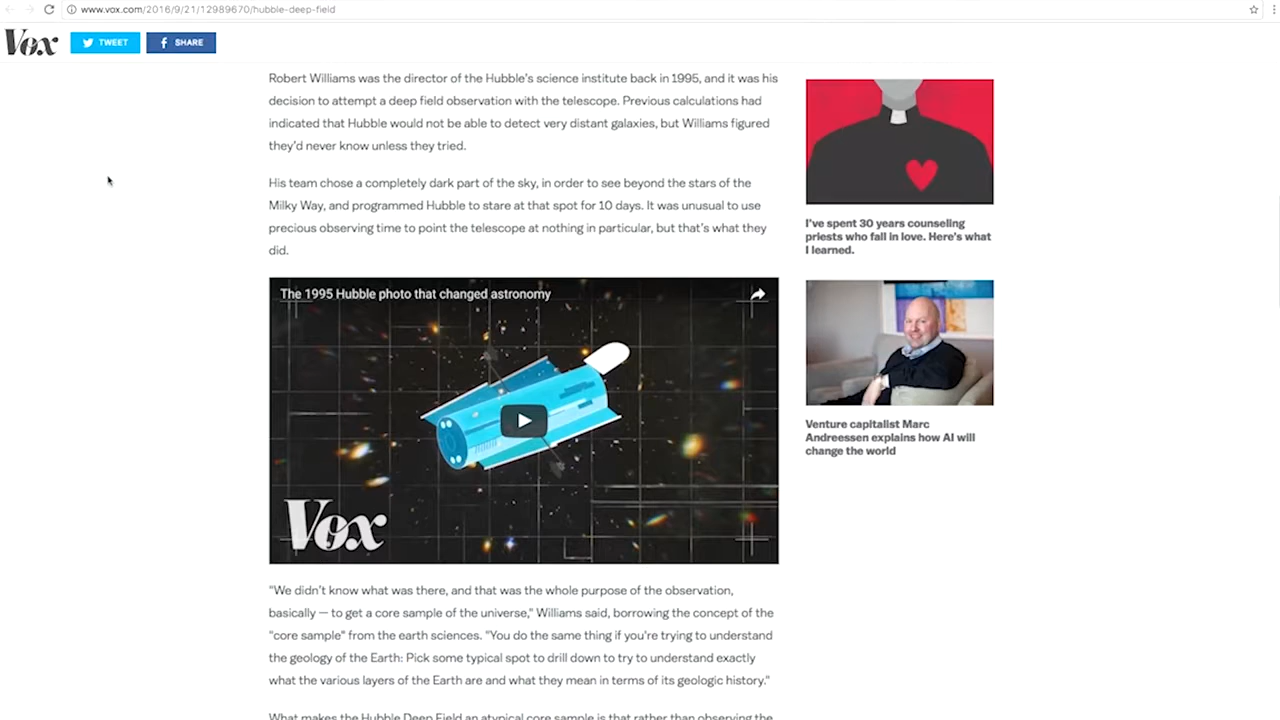 www.vox.com/2016/9/21/12989670/hubble-deep-field
Vox
TWEET
SHARE
Robert Williams was the director of the Hubble's science institute back in 1995, and it was his
decision to attempt a deep field observation with the telescope. Previous calculations had
indicated that Hubble would not be able to detect very distant galaxies, but Williams figured
they'd never know unless they tried.
His team chose a completely dark part of the sky, in order to see beyond the stars of the
Milky Way, and programmed Hubble to stare at that spot for 10 days. It was unusual to use
precious observing time to point the telescope at nothing in particular, but that's what they
did.
The 1995 Hubble photo that changed astronomy
Vox
"We didn't know what was there, and that was the whole purpose of the observation,
basically — to get a core sample of the universe," Williams said, borrowing the concept of the
"core sample" from the earth sciences. "You do the same thing if you're trying to understand
the geology of the Earth: Pick some typical spot to drill down to try to understand exactly
what the various layers of the Earth are and what they mean in terms of its geologic history."
What makes the Hubble Deep Field an atypical core sample is that rather than observing the
I've spent 30 years counseling
priests who fall in love. Here's what
I learned.
Venture capitalist Marc
Andreessen explains how AI will
change the world